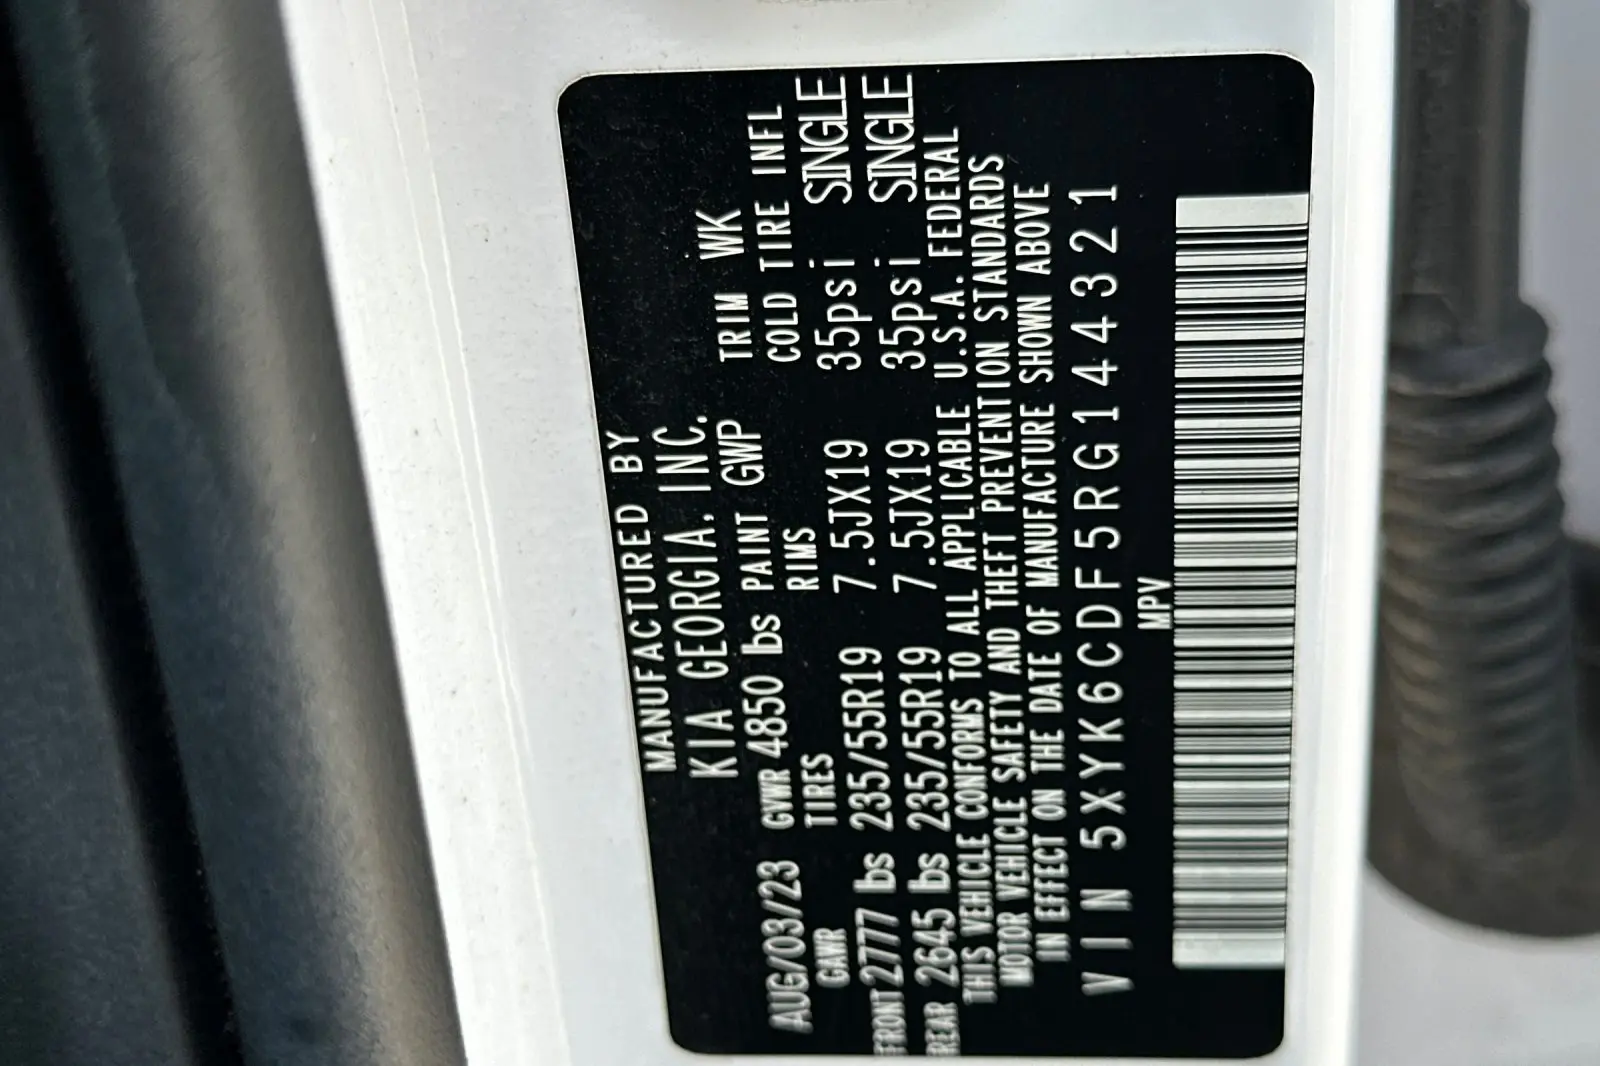 MANUFACTURED BY
KIA GEORGIA, INC.
AUG/03/23 GVWR 4850 lbs PAINT GWP TRIM WK
GAWR TIRES RIMS COLD TIRE INFL
FRONT 2777 lbs 235/55R19 7.5JX19 35psi SINGLE
REAR 2645 lbs 235/55R19 7.5JX19 35psi SINGLE
THIS VEHICLE CONFORMS TO ALL APPLICABLE U.S.A. FEDERAL
MOTOR VEHICLE SAFETY AND THEFT PREVENTION STANDARDS
IN EFFECT ON THE DATE OF MANUFACTURE SHOWN ABOVE
VIN 5XYK6CDF5RG144321
MPV